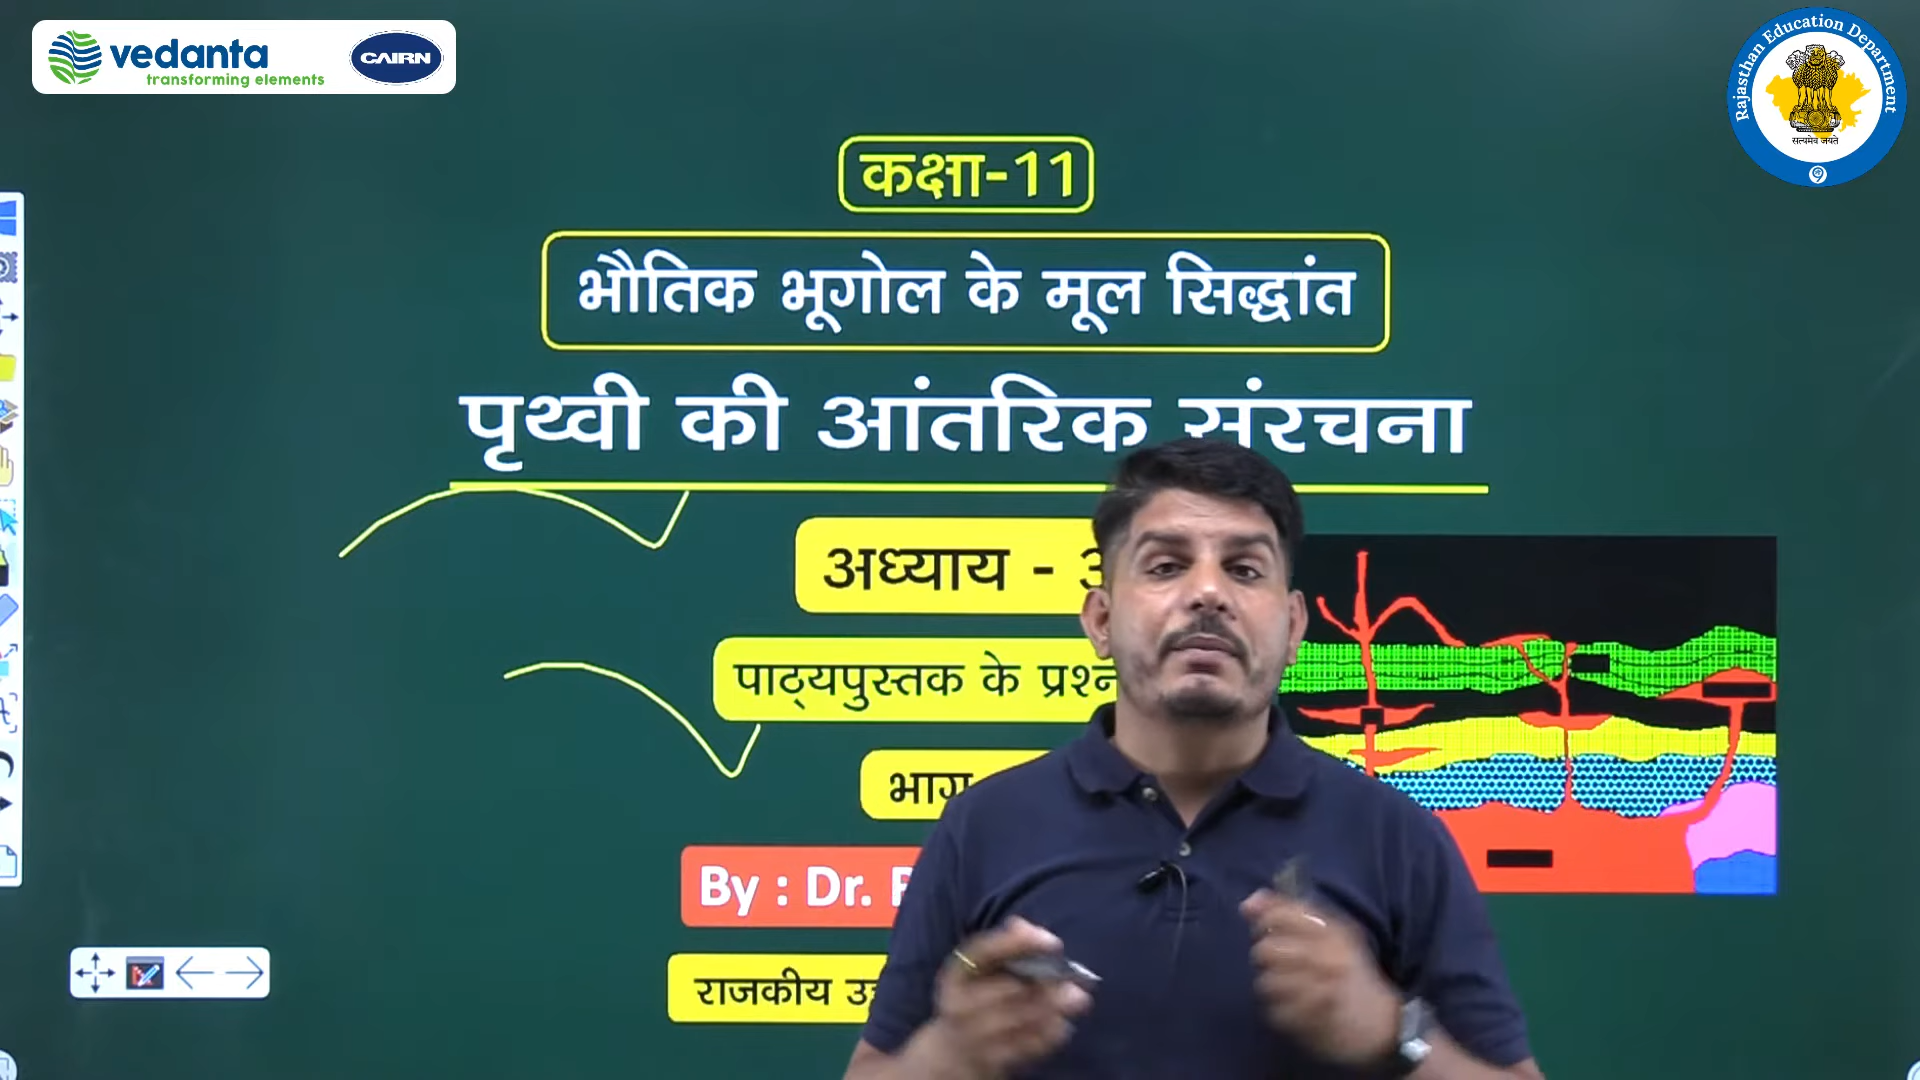 vedanta
transforming elements
CAIRN
Rajasthan Education Department
सत्यमेव जयते
कक्षा-11
भौतिक भूगोल के मूल सिद्धांत
पृथ्वी की आंतरिक संरचना
अध्याय -
पाठ्यपुस्तक के प्रश्न
भाग
By : Dr.
राजकीय